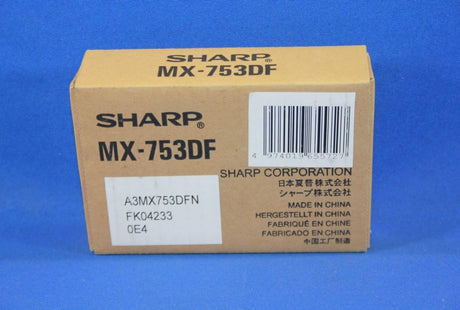 SHARP®
MX-753DF
SHARP®
MX-753DF
4 974019 655727
SHARP CORPORATION
日本夏普株式会社
シャープ株式会社
MADE IN CHINA
HERGESTELLT IN CHINA
FABRIQUÉ EN CHINE
FABRICADO EN CHINA
中国工厂制造
A3MX753DFN
FK04233
0E4